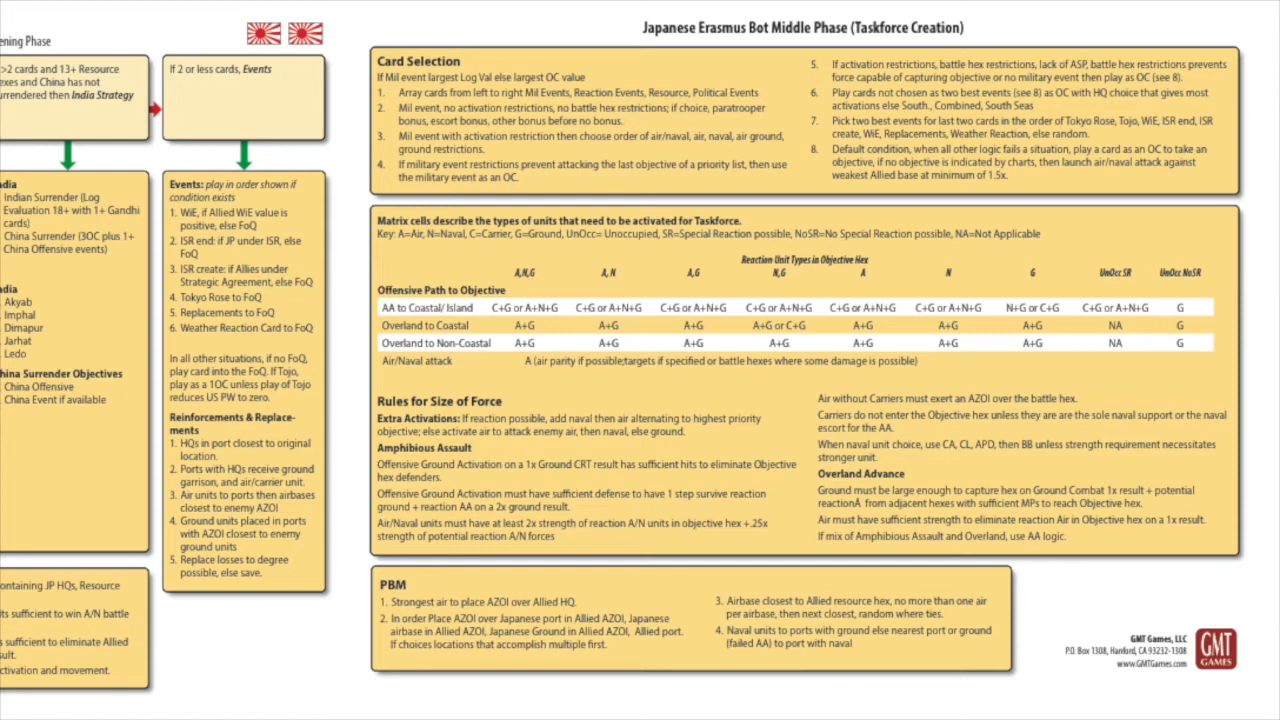 ening Phase
>2 cards and 13+ Resource
exes and China has not
urrendered then India Strategy
If 2 or less cards, Events
ndia
Indian Surrender (Log
Evaluation 18+ with 1+ Gandhi
cards)
China Surrender (3OC plus 1+
China Offensive events)
ndia
Akyab
Imphal
Dimapur
Jarhat
Ledo
hina Surrender Objectives
China Offensive
China Event if available
ontaining JP HQs, Resource
its sufficient to win A/N battle
s sufficient to eliminate Allied
sult.
ctivation and movement.
Events: play in order shown if
condition exists
1. WiE, if Allied WiE value is
positive, else FoQ
2. ISR end: if JP under ISR, else
FoQ
3. ISR create: if Allies under
Strategic Agreement, else FoQ
4. Tokyo Rose to FoQ
5. Replacements to FoQ
6. Weather Reaction Card to FoQ
In all other situations, if no FoQ,
play card into the FoQ. If Tojo,
play as a 1OC unless play of Tojo
reduces US PW to zero.
Reinforcements & Replace-
ments
1. HQs in port closest to original
location.
2. Ports with HQs receive ground
garrison, and air/carrier unit.
3. Air units to ports then airbases
closest to enemy AZOI
4. Ground units placed in ports
with AZOI closest to enemy
ground units
5. Replace losses to degree
possible, else save.
Japanese Erasmus Bot Middle Phase (Taskforce Creation)
Card Selection
If Mil event largest Log Val else largest OC value
1. Array cards from left to right Mil Events, Reaction Events, Resource, Political Events
2. Mil event, no activation restrictions, no battle hex restrictions; if choice, paratrooper
bonus, escort bonus, other bonus before no bonus.
3. Mil event with activation restriction then choose order of air/naval, air, naval, air ground,
ground restrictions.
4. If military event restrictions prevent attacking the last objective of a priority list, then use
the military event as an OC.
5. If activation restrictions, battle hex restrictions, lack of ASP, battle hex restrictions prevents
force capable of capturing objective or no military event then play as OC (see 8).
6. Play cards not chosen as two best events (see 8) as OC with HQ choice that gives most
activations else South., Combined, South Seas
7. Pick two best events for last two cards in the order of Tokyo Rose, Tojo, WiE, ISR end, ISR
create, WiE, Replacements, Weather Reaction, else random.
8. Default condition, when all other logic fails a situation, play a card as an OC to take an
objective, if no objective is indicated by charts, then launch air/naval attack against
weakest Allied base at minimum of 1.5x.
Matrix cells describe the types of units that need to be activated for Taskforce.
Key: A=Air, N=Naval, C=Carrier, G=Ground, UnOcc= Unoccupied, SR=Special Reaction possible, NoSR=No Special Reaction possible, NA=Not Applicable
Reaction Unit Types in Objective Hex
A,N,G A, N A,G N,G A N G UnOcc SR UnOcc NoSR
Offensive Path to Objective
AA to Coastal/ Island C+G or A+N+G C+G or A+N+G C+G or A+N+G C+G or A+N+G C+G or A+N+G C+G or A+N+G N+G or C+G C+G or A+N+G G
Overland to Coastal A+G A+G A+G A+G or C+G A+G A+G A+G NA G
Overland to Non-Coastal A+G A+G A+G A+G A+G A+G A+G NA G
Air/Naval attack A (air parity if possible;targets if specified or battle hexes where some damage is possible)
Rules for Size of Force
Extra Activations: If reaction possible, add naval then air alternating to highest priority
objective; else activate air to attack enemy air, then naval, else ground.
Amphibious Assault
Offensive Ground Activation on a 1x Ground CRT result has sufficient hits to eliminate Objective
hex defenders.
Offensive Ground Activation must have sufficient defense to have 1 step survive reaction
ground + reaction AA on a 2x ground result.
Air/Naval units must have at least 2x strength of reaction A/N units in objective hex +.25x
strength of potential reaction A/N forces
Air without Carriers must exert an AZOI over the battle hex.
Carriers do not enter the Objective hex unless they are are the sole naval support or the naval
escort for the AA.
When naval unit choice, use CA, CL, APD, then BB unless strength requirement necessitates
stronger unit.
Overland Advance
Ground must be large enough to capture hex on Ground Combat 1x result + potential
reactionÂ from adjacent hexes with sufficient MPs to reach Objective hex.
Air must have sufficient strength to eliminate reaction Air in Objective hex on a 1x result.
If mix of Amphibious Assault and Overland, use AA logic.
PBM
1. Strongest air to place AZOI over Allied HQ.
2. In order Place AZOI over Japanese port in Allied AZOI, Japanese
airbase in Allied AZOI, Japanese Ground in Allied AZOI, Allied port.
If choices locations that accomplish multiple first.
3. Airbase closest to Allied resource hex, no more than one air
per airbase, then next closest, random where ties.
4. Naval units to ports with ground else nearest port or ground
(failed AA) to port with naval
GMT Games, LLC
P.O. Box 1308, Hanford, CA 93232-1308
www.GMTGames.com
GMT
GAMES